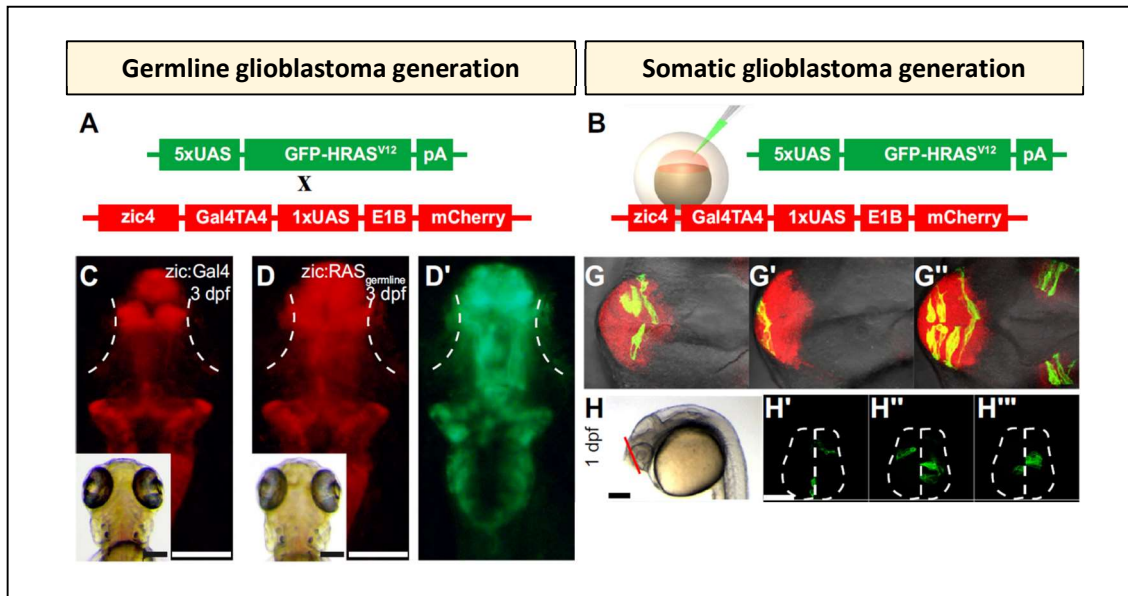 Germline glioblastoma generation
Somatic glioblastoma generation
A
5xUAS GFP-HRASV12 pA
X
zic4 Gal4TA4 1xUAS E1B mCherry
B
5xUAS GFP-HRASV12 pA
zic4 Gal4TA4 1xUAS E1B mCherry
C zic:Gal4
3 dpf
D zic:RASgermline
3 dpf
D'
G
G'
G"
H
1 dpf
H'
H"
H'"